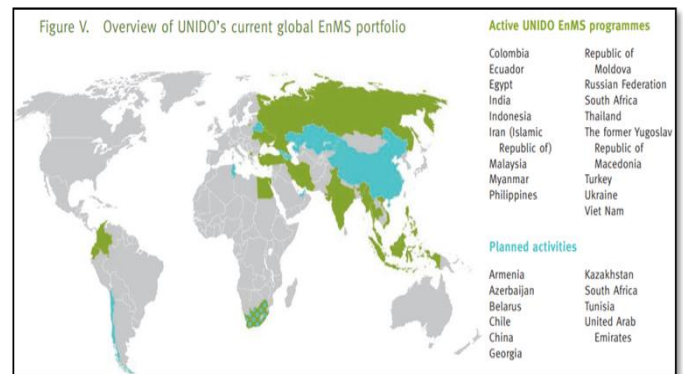 Figure V. Overview of UNIDO's current global EnMS portfolio
Active UNIDO EnMS programmes
Colombia
Ecuador
Egypt
India
Indonesia
Iran (Islamic
Republic of)
Malaysia
Myanmar
Philippines
Republic of
Moldova
Russian Federation
South Africa
Thailand
The former Yugoslav
Republic of
Macedonia
Turkey
Ukraine
Viet Nam
Planned activities
Armenia
Azerbaijan
Belarus
Chile
China
Georgia
Kazakhstan
South Africa
Tunisia
United Arab
Emirates